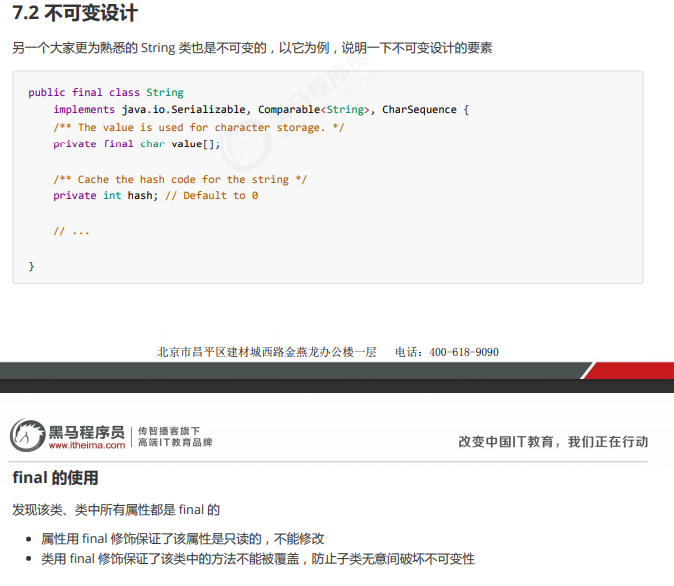 7.2 不可变设计
另一个大家更为熟悉的 String 类也是不可变的，以它为例，说明一下不可变设计的要素
public final class String
    implements java.io.Serializable, Comparable<String>, CharSequence {
    /** The value is used for character storage. */
    private final char value[];

    /** Cache the hash code for the string */
    private int hash; // Default to 0

    // ...

}
北京市昌平区建材城西路金燕龙办公楼一层 电话：400-618-9090
黑马程序员
www.itheima.com
传智播客旗下
高端IT教育品牌
改变中国IT教育，我们正在行动
final 的使用
发现该类、类中所有属性都是 final 的
• 属性用 final 修饰保证了该属性是只读的，不能修改
• 类用 final 修饰保证了该类中的方法不能被覆盖，防止子类无意间破坏不可变性